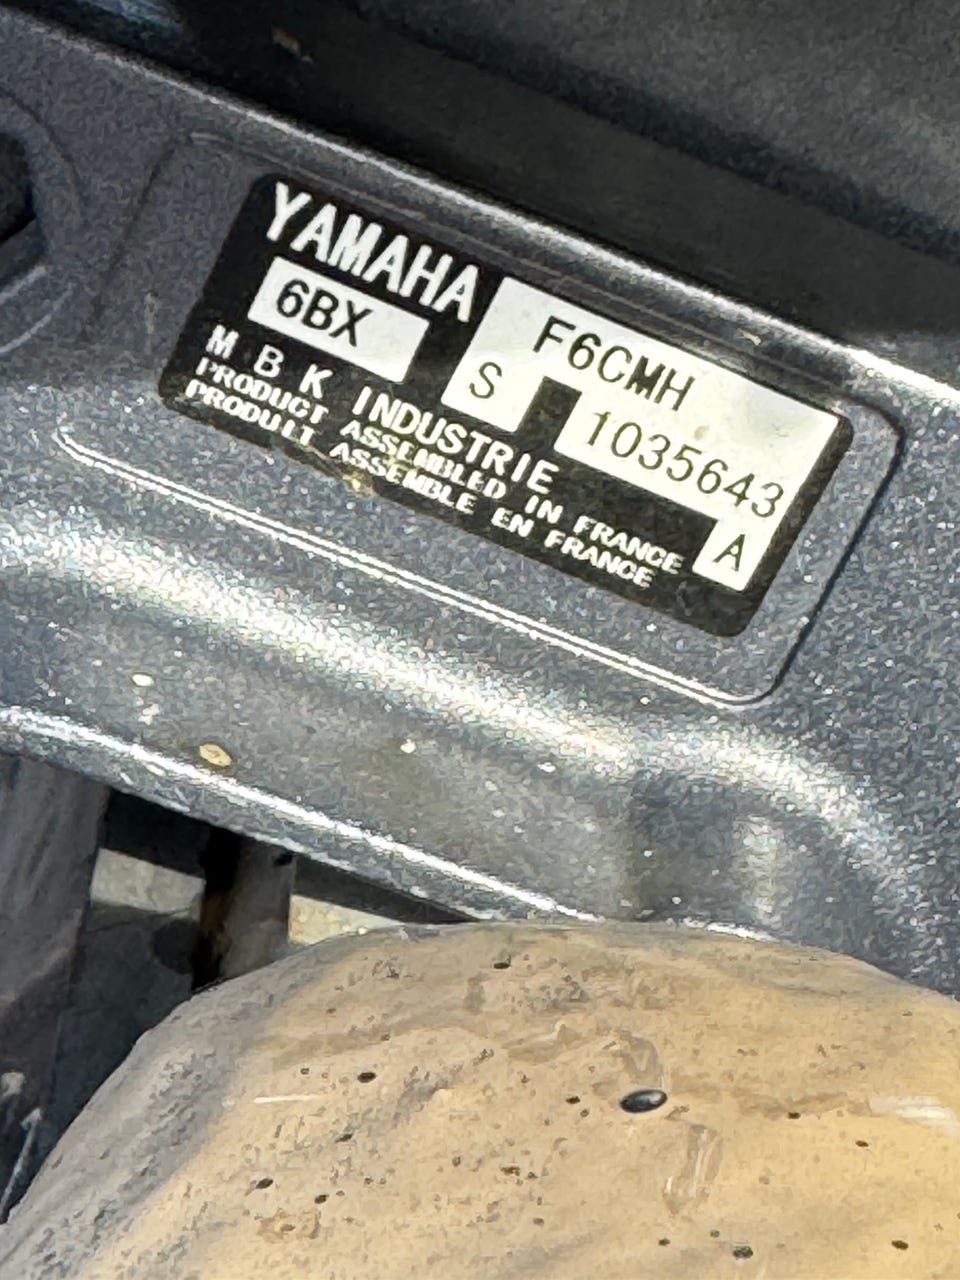 YAMAHA
6BX
F6CMH
S
1035643
A
M B K INDUSTRIE
PRODUCT ASSEMBLED IN FRANCE
PRODUIT ASSEMBLE EN FRANCE